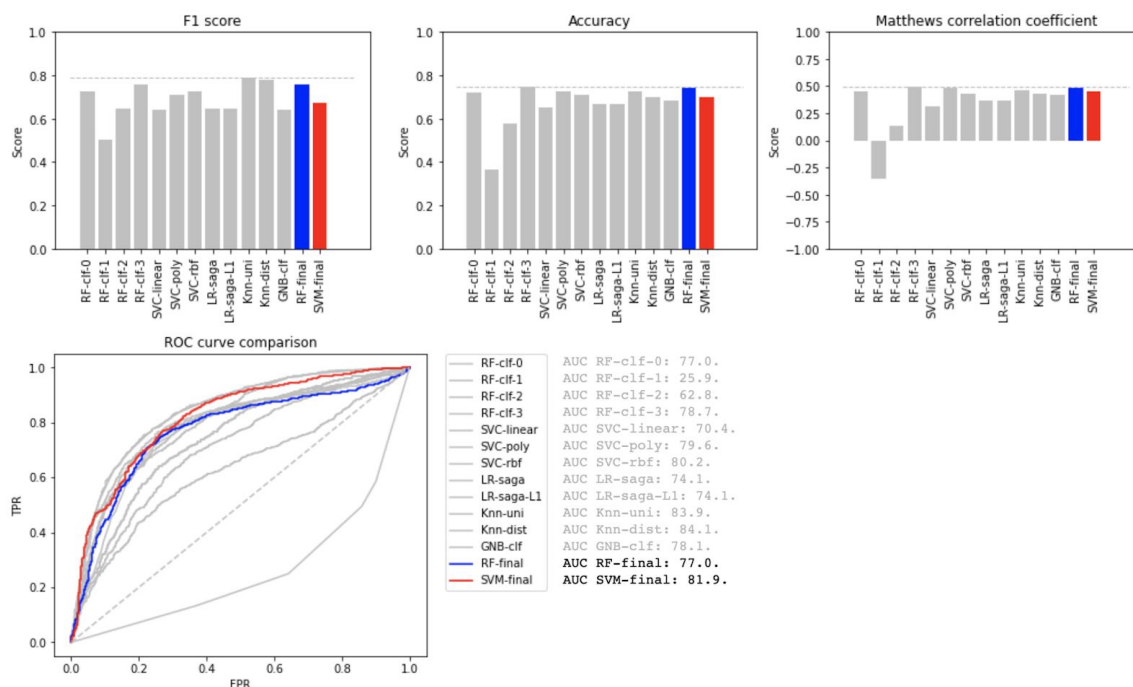 F1 score
1.0
0.8
0.6
0.4
0.2
0.0
Score
RF-clf-0
RF-clf-1
RF-clf-2
RF-clf-3
SVC-linear
SVC-poly
SVC-rbf
LR-saga
LR-saga-L1
Knn-uni
Knn-dist
GNB-clf
RF-final
SVM-final
Accuracy
1.0
0.8
0.6
0.4
0.2
0.0
Score
RF-clf-0
RF-clf-1
RF-clf-2
RF-clf-3
SVC-linear
SVC-poly
SVC-rbf
LR-saga
LR-saga-L1
Knn-uni
Knn-dist
GNB-clf
RF-final
SVM-final
Matthews correlation coefficient
1.00
0.75
0.50
0.25
0.00
−0.25
−0.50
−0.75
−1.00
Score
RF-clf-0
RF-clf-1
RF-clf-2
RF-clf-3
SVC-linear
SVC-poly
SVC-rbf
LR-saga
LR-saga-L1
Knn-uni
Knn-dist
GNB-clf
RF-final
SVM-final
ROC curve comparison
1.0
0.8
0.6
0.4
0.2
0.0
TPR
0.0 0.2 0.4 0.6 0.8 1.0
FPR
RF-clf-0 AUC RF-clf-0: 77.0.
RF-clf-1 AUC RF-clf-1: 25.9.
RF-clf-2 AUC RF-clf-2: 62.8.
RF-clf-3 AUC RF-clf-3: 78.7.
SVC-linear AUC SVC-linear: 70.4.
SVC-poly AUC SVC-poly: 79.6.
SVC-rbf AUC SVC-rbf: 80.2.
LR-saga AUC LR-saga: 74.1.
LR-saga-L1 AUC LR-saga-L1: 74.1.
Knn-uni AUC Knn-uni: 83.9.
Knn-dist AUC Knn-dist: 84.1.
GNB-clf AUC GNB-clf: 78.1.
RF-final AUC RF-final: 77.0.
SVM-final AUC SVM-final: 81.9.